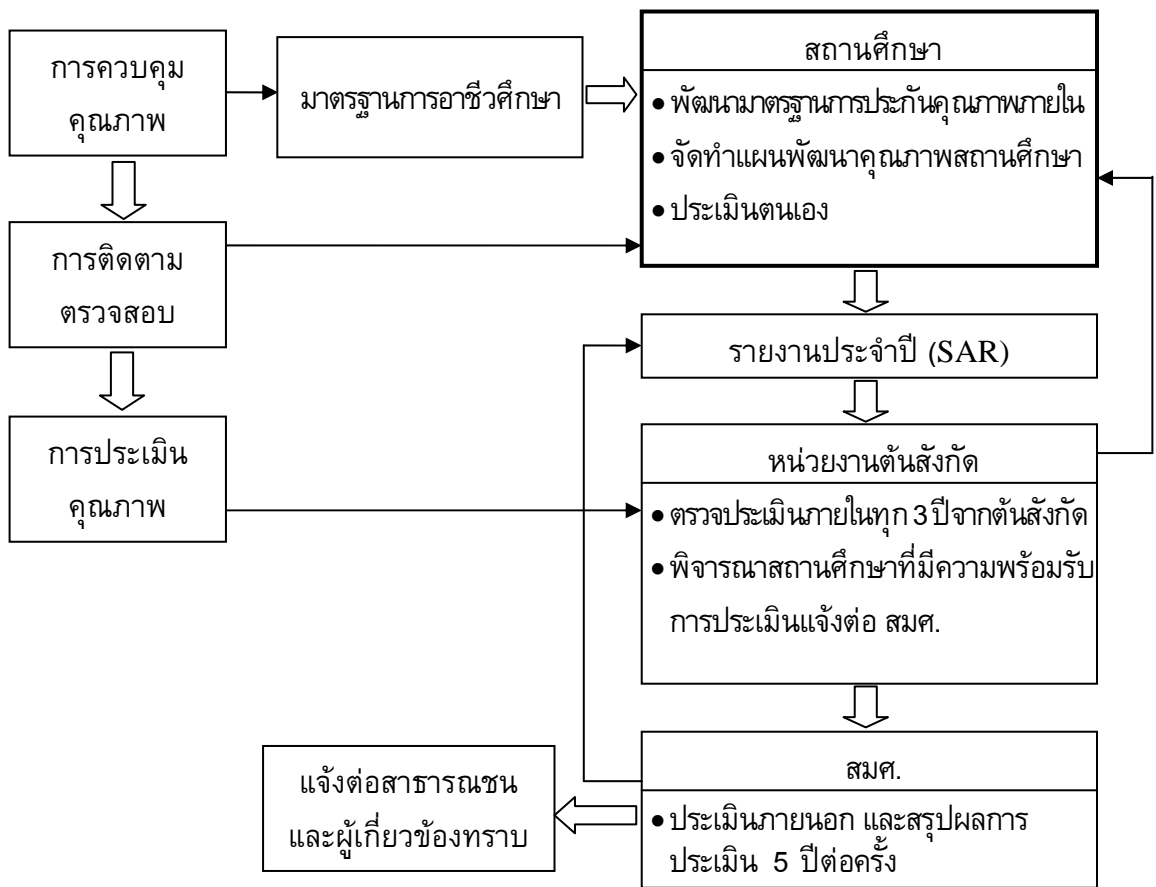 การควบคุม
คุณภาพ
มาตรฐานการอาชีวศึกษา
สถานศึกษา
• พัฒนามาตรฐานการประกันคุณภาพภายใน
• จัดทำแผนพัฒนาคุณภาพสถานศึกษา
• ประเมินตนเอง
การติดตาม
ตรวจสอบ
รายงานประจำปี (SAR)
การประเมิน
คุณภาพ
หน่วยงานต้นสังกัด
• ตรวจประเมินภายในทุก 3 ปีจากต้นสังกัด
• พิจารณาสถานศึกษาที่มีความพร้อมรับ
การประเมินแจ้งต่อ สมศ.
แจ้งต่อสาธารณชน
และผู้เกี่ยวข้องทราบ
สมศ.
• ประเมินภายนอก และสรุปผลการ
ประเมิน 5 ปีต่อครั้ง